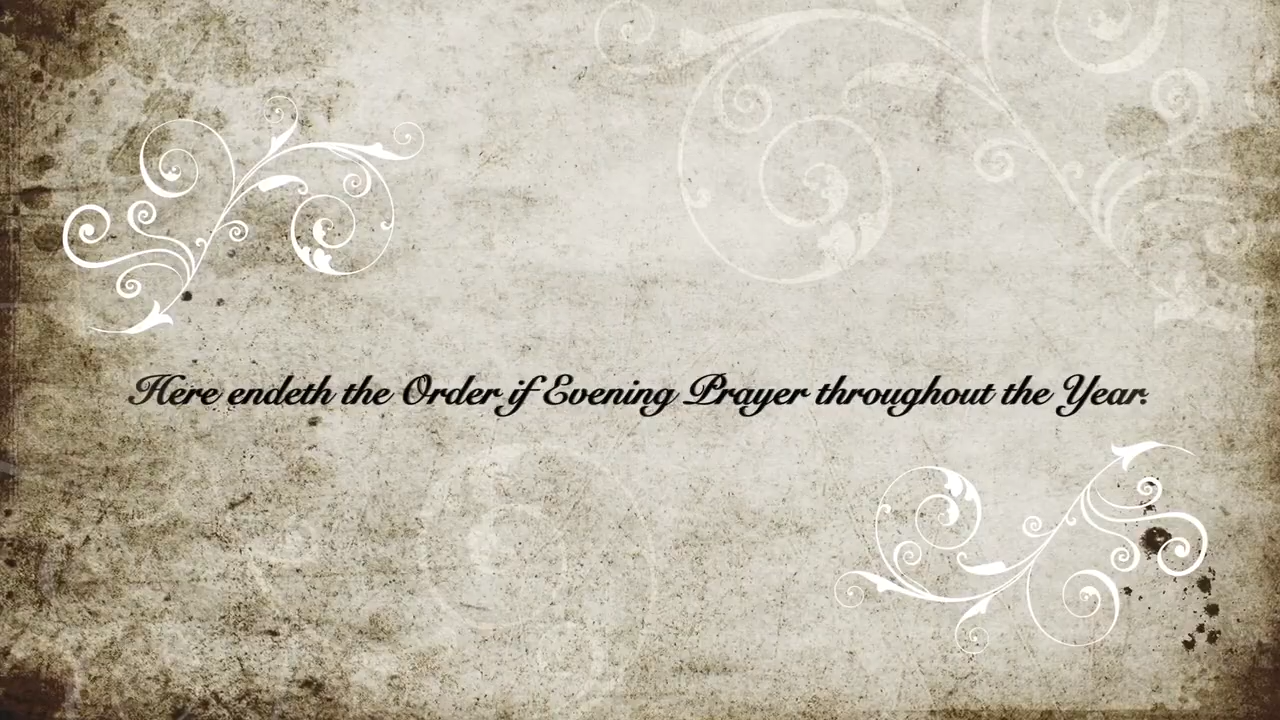 Here endeth the Order if Evening Prayer throughout the Year.